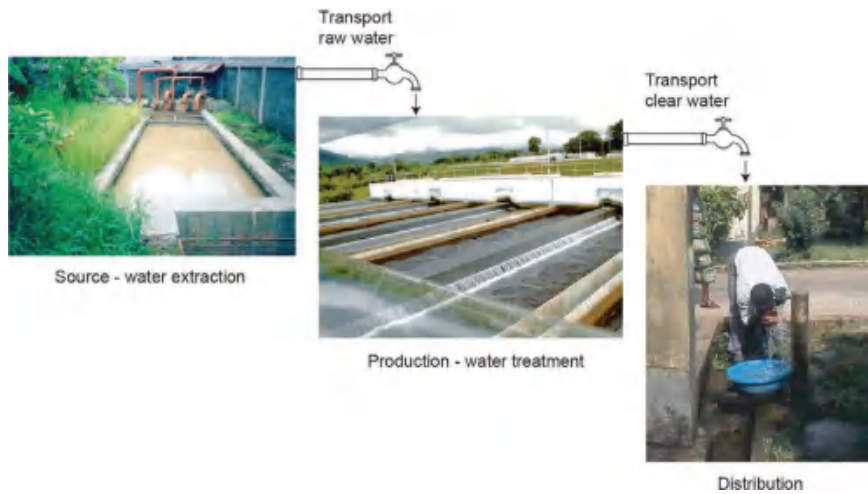 Transport
raw water
Transport
clear water
Source - water extraction
Production - water treatment
Distribution